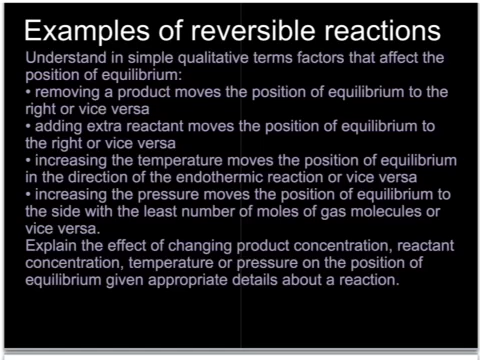 Examples of reversible reactions
Understand in simple qualitative terms factors that affect the
position of equilibrium:
• removing a product moves the position of equilibrium to the
right or vice versa
• adding extra reactant moves the position of equilibrium to
the right or vice versa
• increasing the temperature moves the position of equilibrium
in the direction of the endothermic reaction or vice versa
• increasing the pressure moves the position of equilibrium to
the side with the least number of moles of gas molecules or
vice versa.
Explain the effect of changing product concentration, reactant
concentration, temperature or pressure on the position of
equilibrium given appropriate details about a reaction.